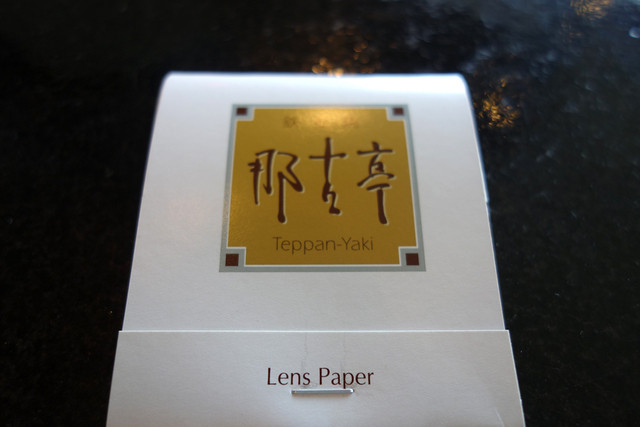 那古亭
Teppan-Yaki
Lens Paper